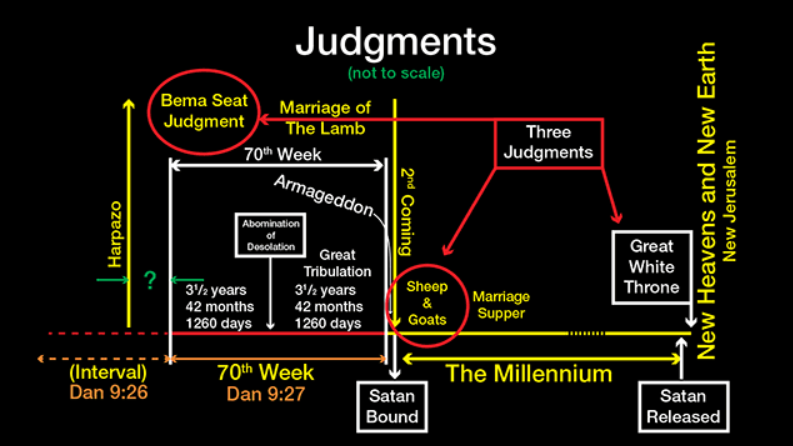 Judgments
(not to scale)
Bema Seat
Judgment
Marriage of
The Lamb
Three
Judgments
70th Week
Armageddon
2nd Coming
Harpazo
?
Abomination
of
Desolation
Great
Tribulation
3½ years
42 months
1260 days
3½ years
42 months
1260 days
Sheep
&
Goats
Marriage
Supper
Great
White
Throne
New Heavens and New Earth
New Jerusalem
(Interval)
Dan 9:26
70th Week
Dan 9:27
The Millennium
Satan
Bound
Satan
Released